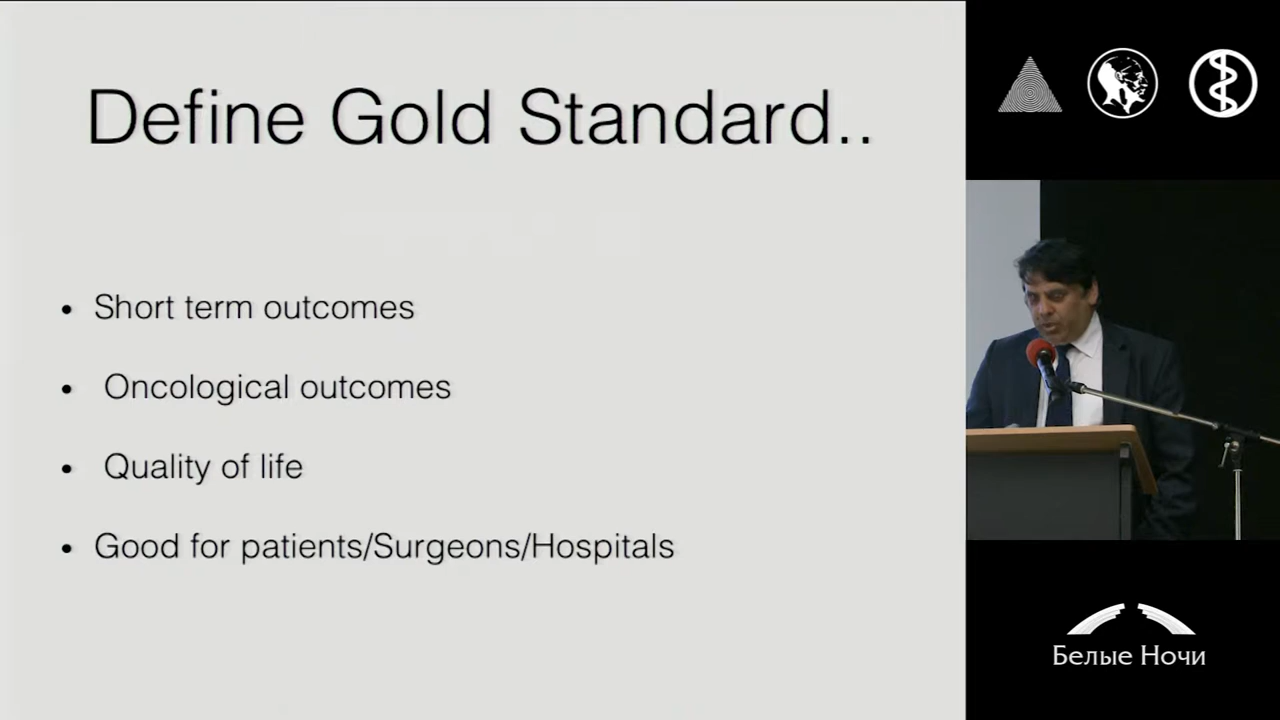 Define Gold Standard..
• Short term outcomes
• Oncological outcomes
• Quality of life
• Good for patients/Surgeons/Hospitals
Белые Ночи